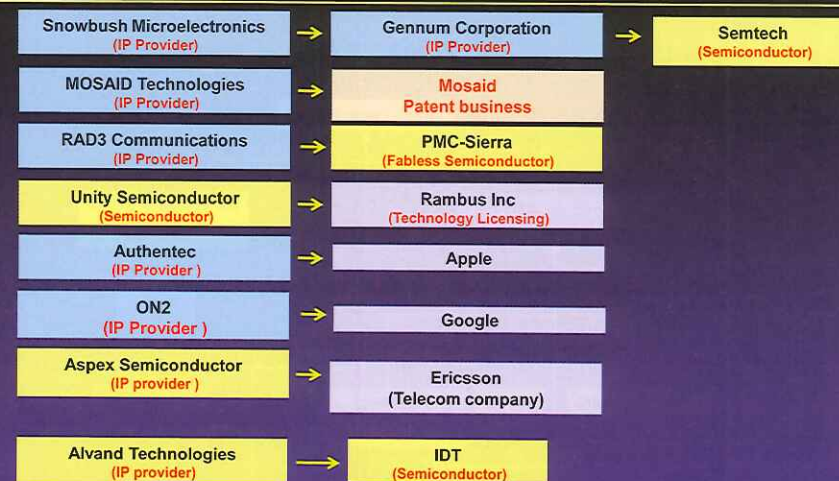 Snowbush Microelectronics
(IP Provider)
Gennum Corporation
(IP Provider)
Semtech
(Semiconductor)
MOSAID Technologies
(IP Provider)
Mosaid
Patent business
RAD3 Communications
(IP Provider)
PMC-Sierra
(Fabless Semiconductor)
Unity Semiconductor
(Semiconductor)
Rambus Inc
(Technology Licensing)
Authentec
(IP Provider )
Apple
ON2
(IP Provider )
Google
Aspex Semiconductor
(IP provider )
Ericsson
(Telecom company)
Alvand Technologies
(IP provider)
IDT
(Semiconductor)